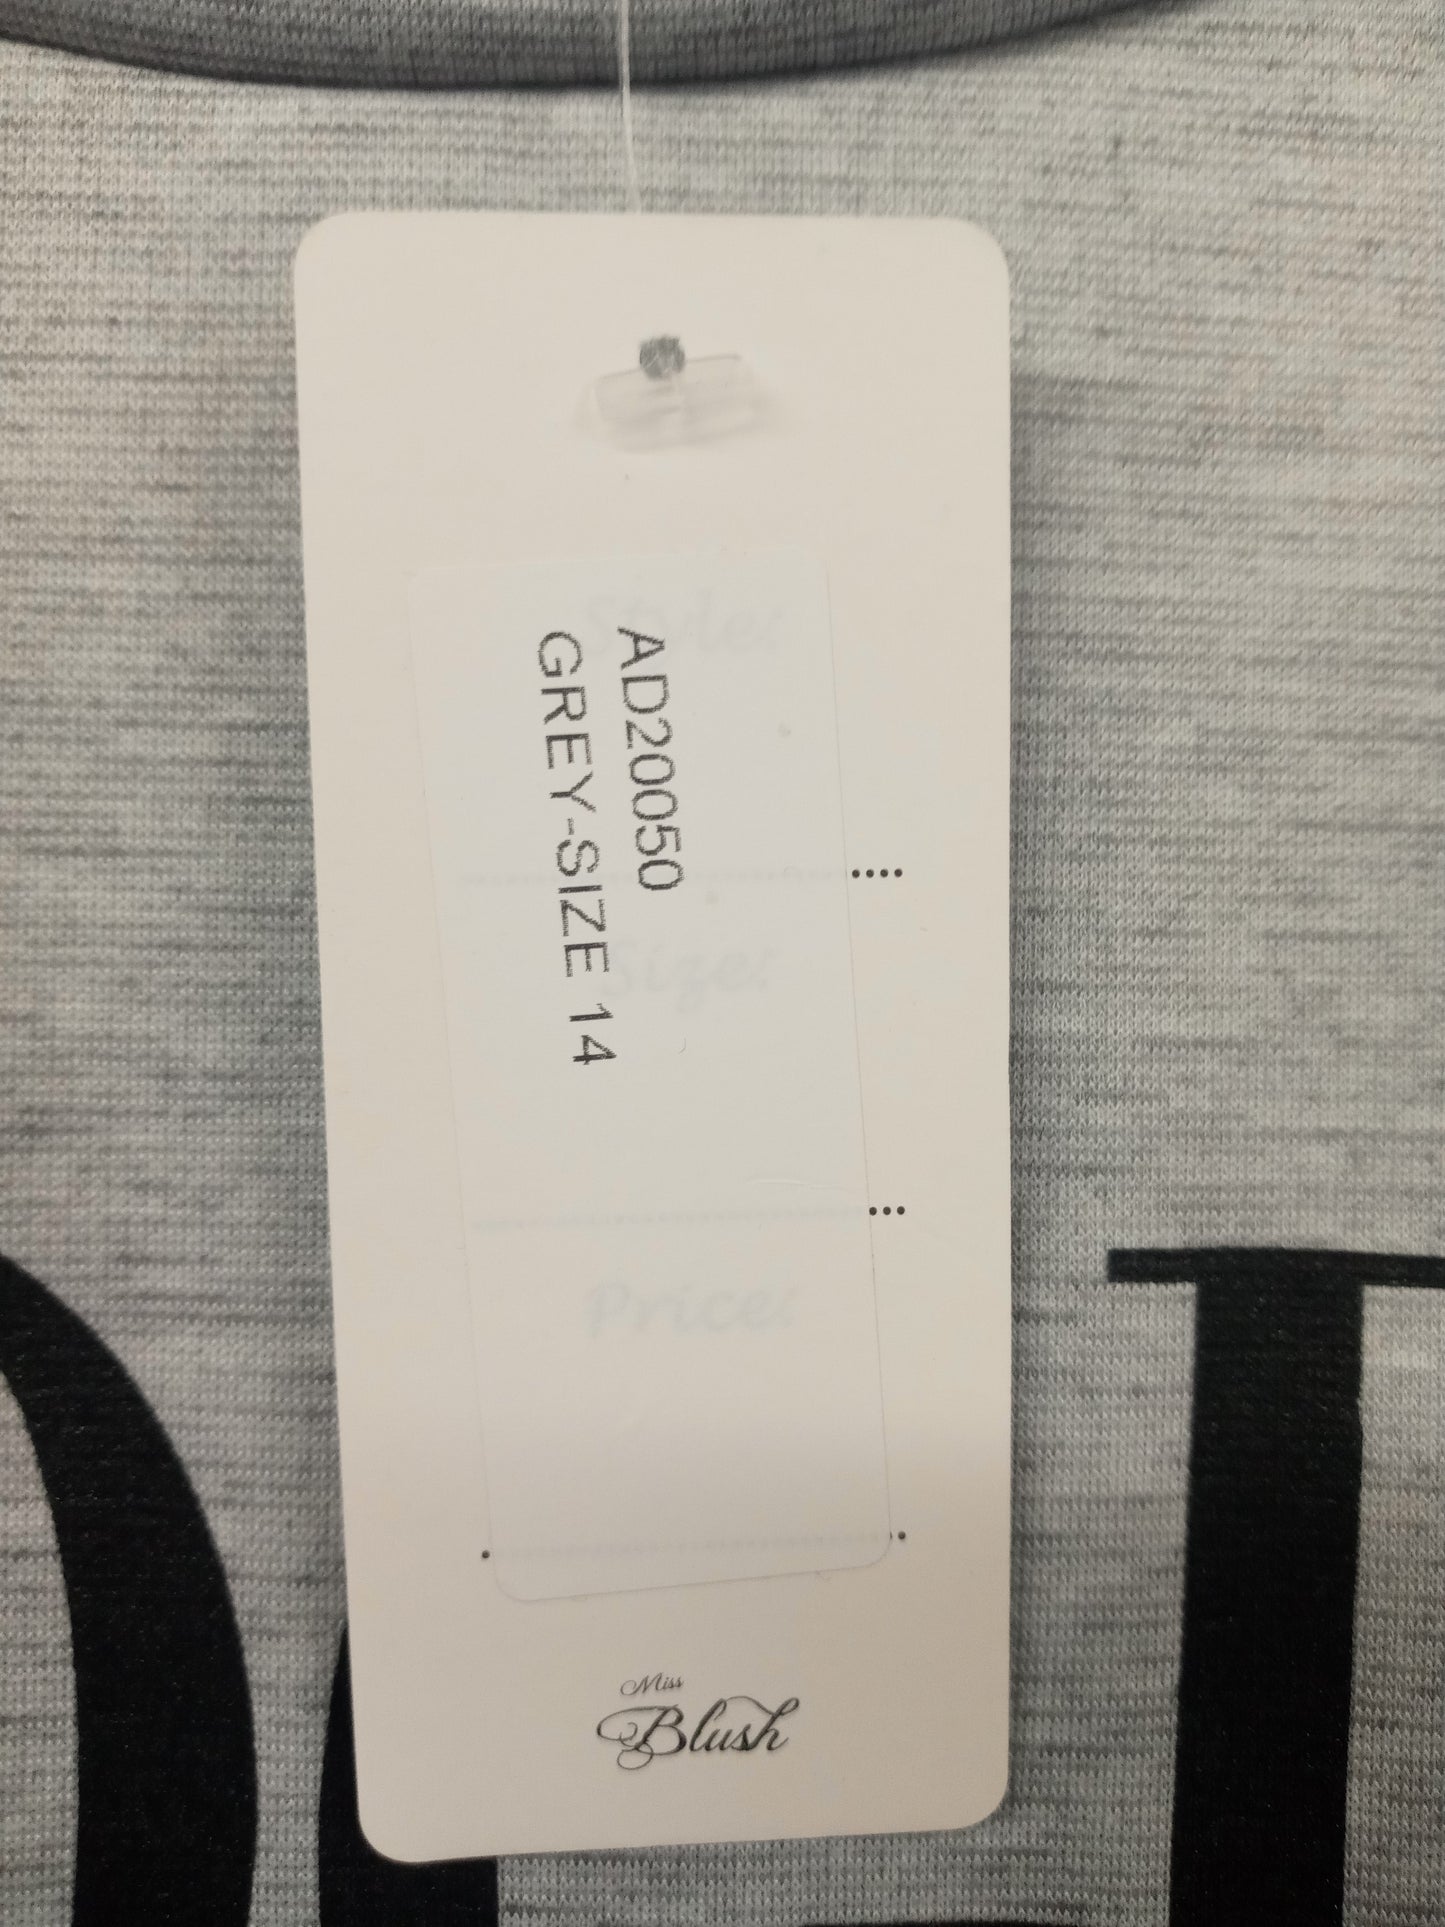 Style:
AD20050
GREY-SIZE 14
Size:
Price:
Miss
Blush